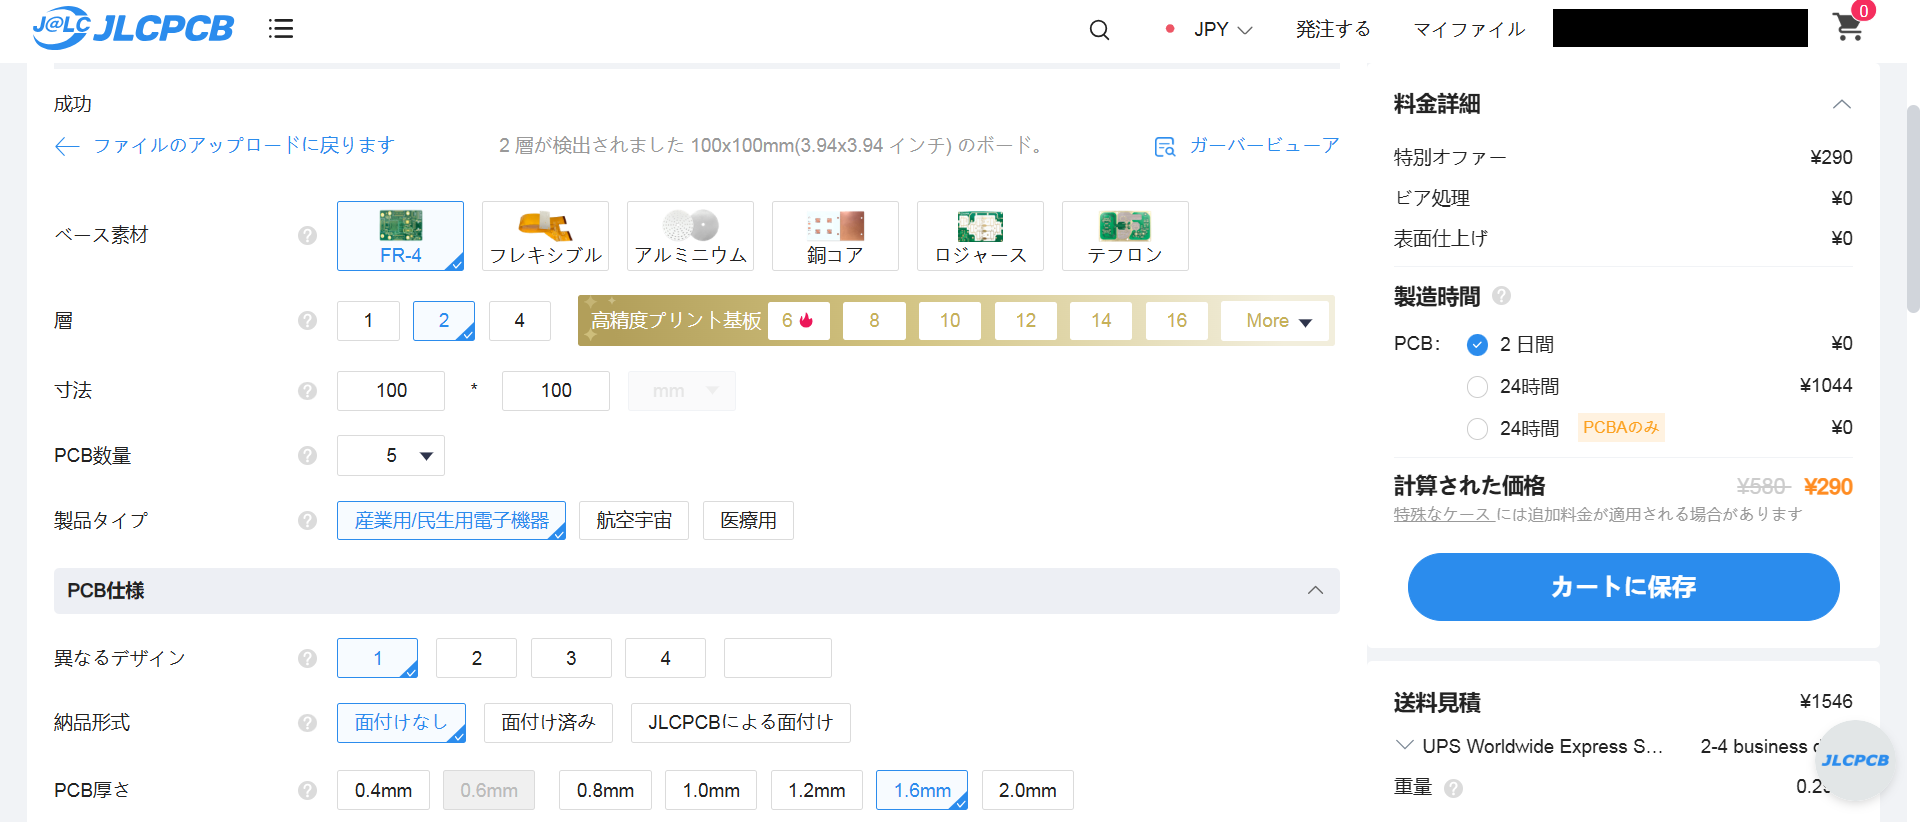 J@LC JLCPCB
JPY
発注する
マイファイル
0
成功
ファイルのアップロードに戻ります
2 層が検出されました 100x100mm(3.94x3.94 インチ) のボード。
ガーバービューア
ベース素材
?
FR-4
フレキシブル
アルミニウム
銅コア
ロジャース
テフロン
層
?
1
2
4
高精度プリント基板
6
8
10
12
14
16
More
寸法
?
100
*
100
mm
PCB数量
?
5
製品タイプ
?
産業用/民生用電子機器
航空宇宙
医療用
PCB仕様
異なるデザイン
?
1
2
3
4
納品形式
?
面付けなし
面付け済み
JLCPCBによる面付け
PCB厚さ
?
0.4mm
0.6mm
0.8mm
1.0mm
1.2mm
1.6mm
2.0mm
料金詳細
特別オファー
¥290
ビア処理
¥0
表面仕上げ
¥0
製造時間
?
PCB:
2 日間
¥0
24時間
¥1044
24時間
PCBAのみ
¥0
計算された価格
¥580
¥290
特殊なケース には追加料金が適用される場合があります
カートに保存
送料見積
¥1546
UPS Worldwide Express S...
2-4 business
重量
?
JLCPCB